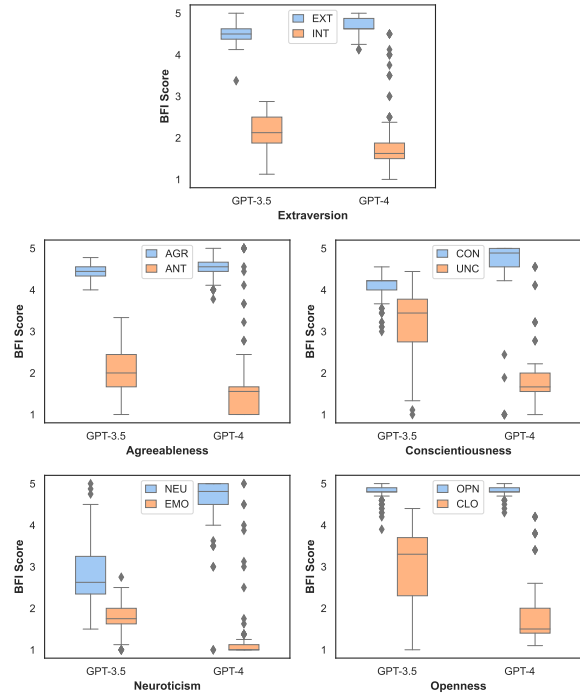 5
4
3
2
1
BFI Score
EXT
INT
GPT-3.5
GPT-4
Extraversion
5
4
3
2
1
BFI Score
AGR
ANT
GPT-3.5
GPT-4
Agreeableness
5
4
3
2
1
BFI Score
CON
UNC
GPT-3.5
GPT-4
Conscientiousness
5
4
3
2
1
BFI Score
NEU
EMO
GPT-3.5
GPT-4
Neuroticism
5
4
3
2
1
BFI Score
OPN
CLO
GPT-3.5
GPT-4
Openness